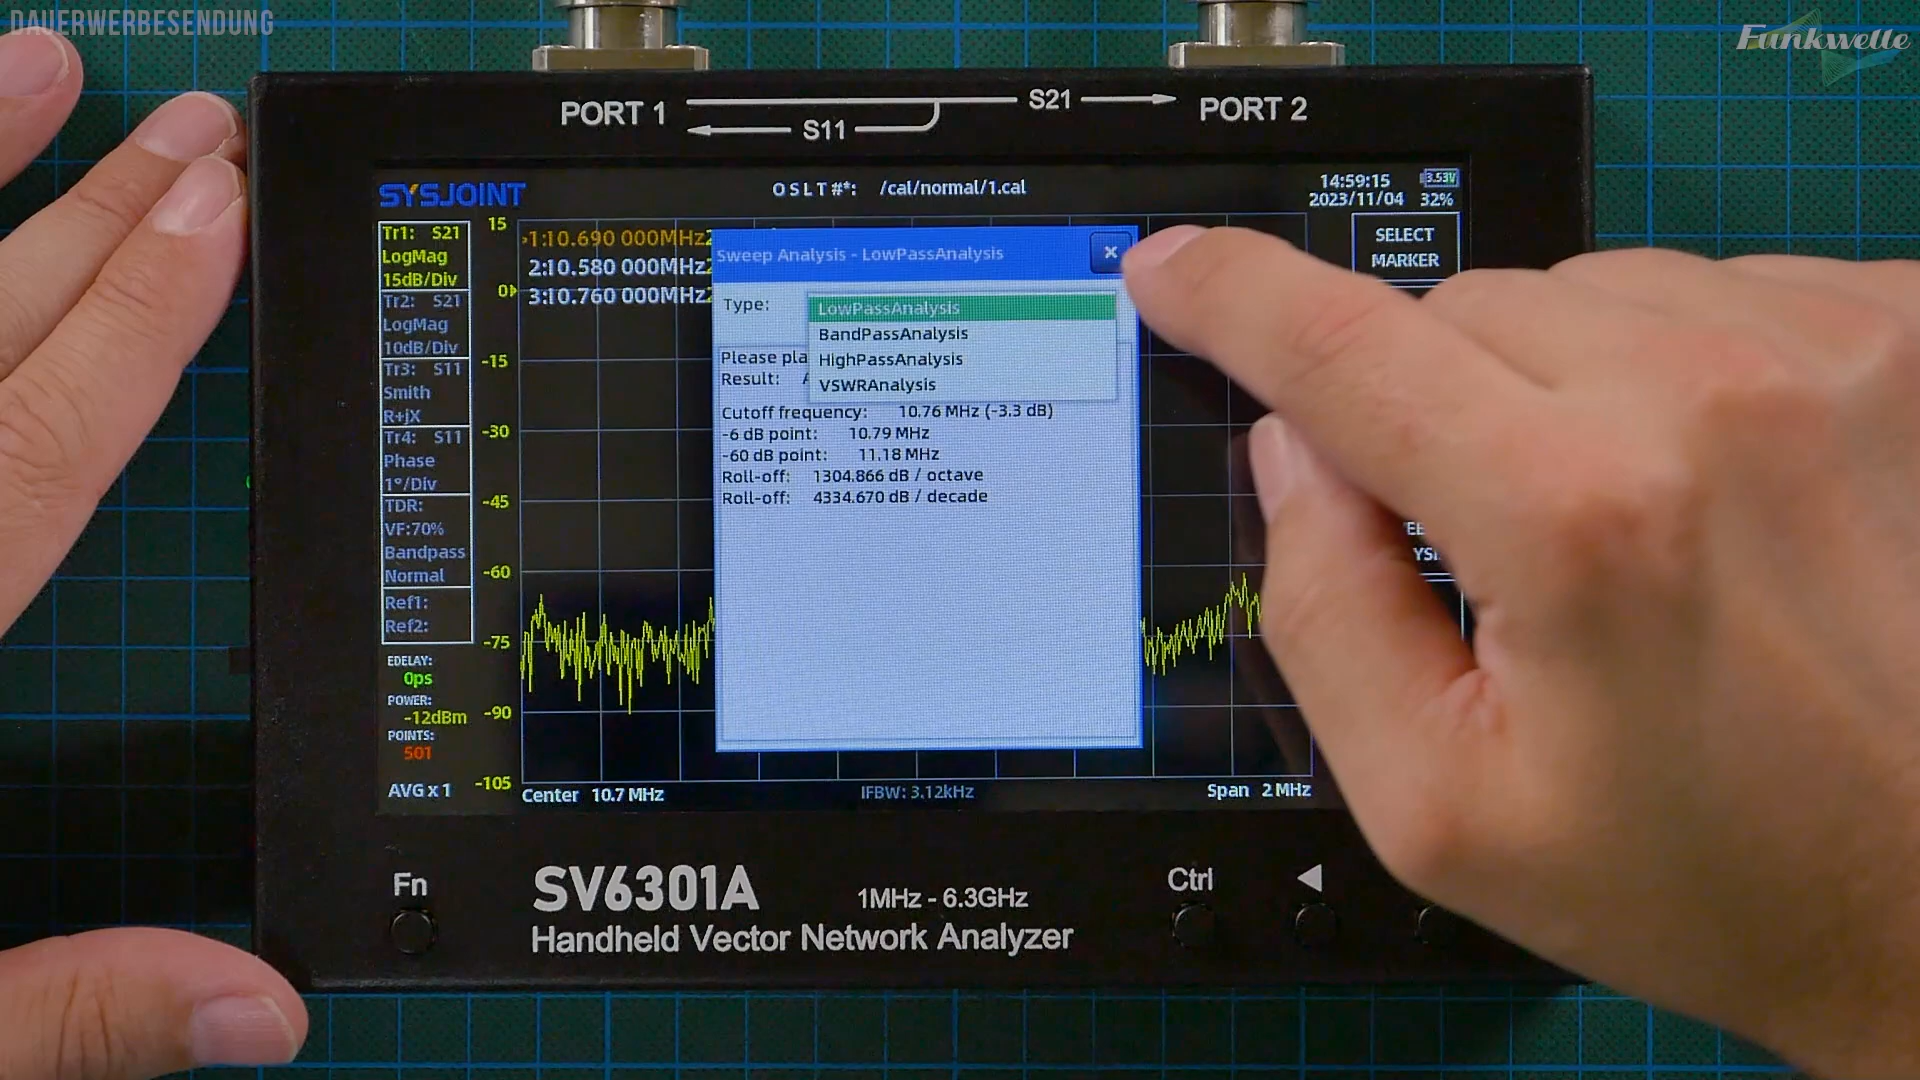 DAUERWERBESENDUNG
Funkwelle
PORT 1
S11
S21
PORT 2
SYSJOINT
O S L T #*: /cal/normal/1.cal
14:59:15
2023/11/04
3.53V
32%
Tr1: S21
LogMag
15dB/Div
Tr2: S21
LogMag
10dB/Div
Tr3: S11
Smith
R+jX
Tr4: S11
Phase
1°/Div
TDR:
VF:70%
Bandpass
Normal
Ref1:
Ref2:
EDELAY:
0ps
POWER:
-12dBm
POINTS:
501
AVG x 1
15
0
-15
-30
-45
-60
-75
-90
-105
1:10.690 000MHz
2:10.580 000MHz
3:10.760 000MHz
Sweep Analysis - LowPassAnalysis
x
Type:
LowPassAnalysis
BandPassAnalysis
HighPassAnalysis
VSWRAnalysis
Please pla
Result:
Cutoff frequency: 10.76 MHz (-3.3 dB)
-6 dB point: 10.79 MHz
-60 dB point: 11.18 MHz
Roll-off: 1304.866 dB / octave
Roll-off: 4334.670 dB / decade
SELECT
MARKER
Center 10.7 MHz
IFBW: 3.12kHz
Span 2 MHz
Fn
SV6301A
1MHz - 6.3GHz
Handheld Vector Network Analyzer
Ctrl